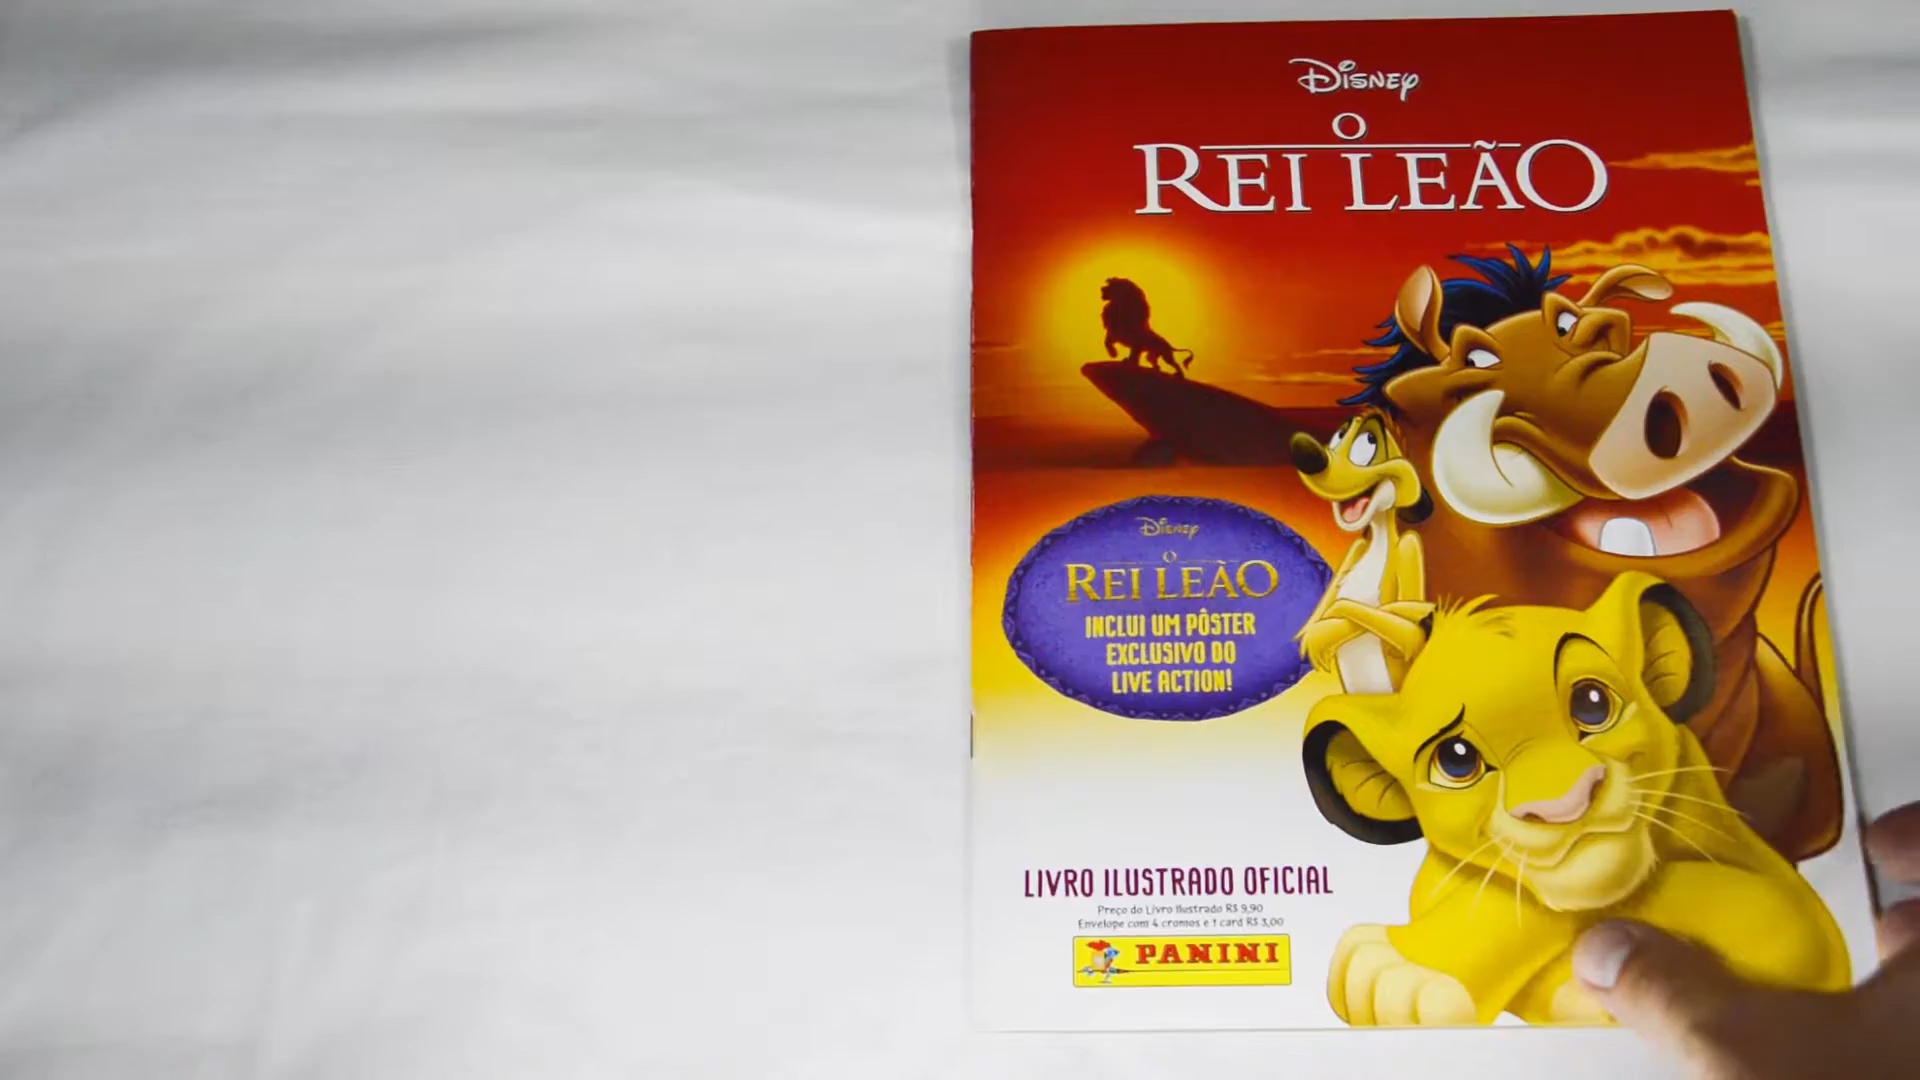 Disney
O
REI LEÃO
Disney
O
REI LEÃO
INCLUI UM PÔSTER
EXCLUSIVO DO
LIVE ACTION!
LIVRO ILUSTRADO OFICIAL
Preço do Livro Ilustrado R$ 9,90
Envelope com 4 cromos e 1 card R$ 3,00
PANINI